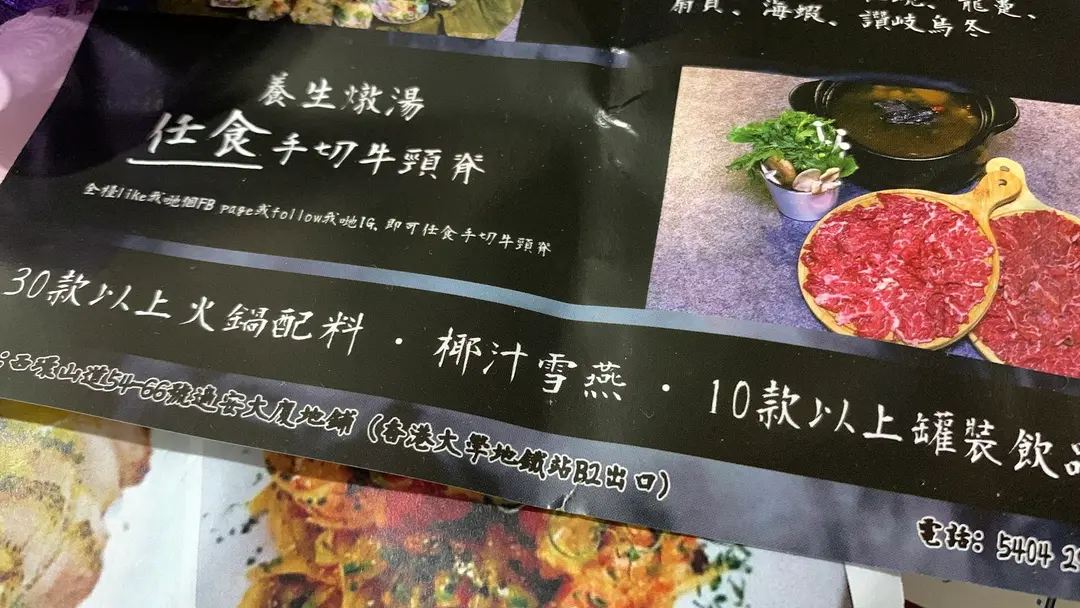 扇貝、海蝦、讚岐烏冬
養生燉湯
任食手切牛頸脊
全檯like我哋個FB page或follow我哋IG, 即可任食手切牛頸脊
30款以上火鍋配料 · 椰汁雪燕 · 10款以上罐裝飲品
山道54-66號通安大廈地鋪 (香港大學地鐵站B2出口)
電話: 5404 2